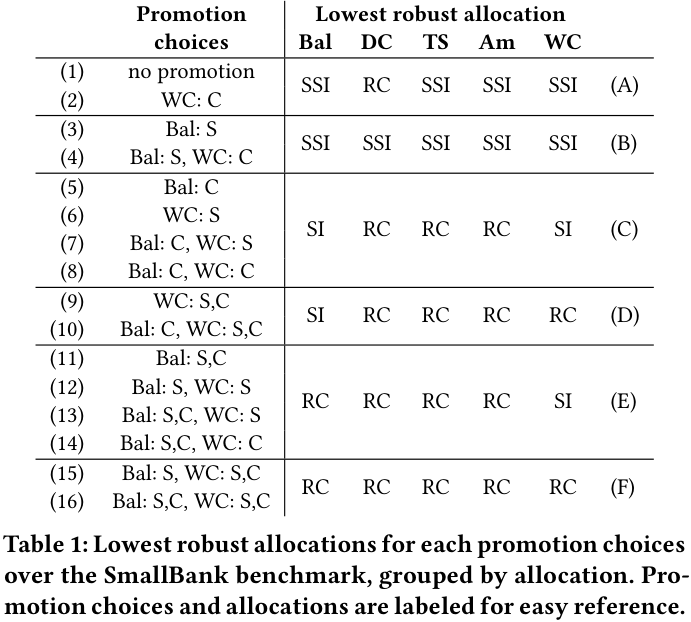 Promotion Lowest robust allocation
choices Bal DC TS Am WC
(1) no promotion
SSI RC SSI SSI SSI (A)
(2) WC: C
(3) Bal: S
SSI SSI SSI SSI SSI (B)
(4) Bal: S, WC: C
(5) Bal: C
(6) WC: S
SI RC RC RC SI (C)
(7) Bal: C, WC: S
(8) Bal: C, WC: C
(9) WC: S,C
SI RC RC RC RC (D)
(10) Bal: C, WC: S,C
(11) Bal: S,C
(12) Bal: S, WC: S
RC RC RC RC SI (E)
(13) Bal: S,C, WC: S
(14) Bal: S,C, WC: C
(15) Bal: S, WC: S,C
RC RC RC RC RC (F)
(16) Bal: S,C, WC: S,C
Table 1: Lowest robust allocations for each promotion choices
over the SmallBank benchmark, grouped by allocation. Pro-
motion choices and allocations are labeled for easy reference.